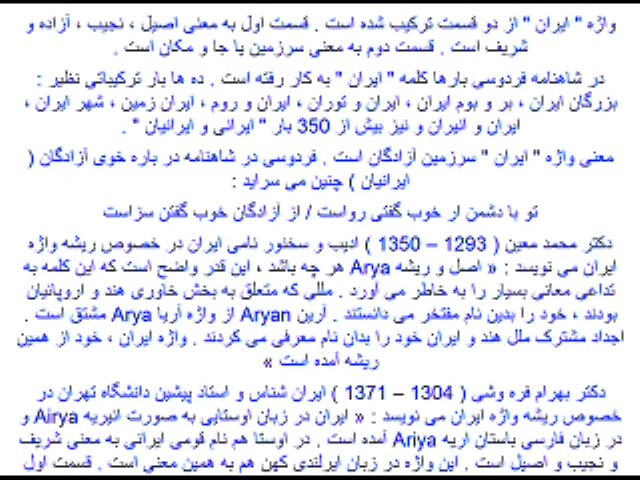 واژه " ایران " از دو قسمت ترکیب شده است . قسمت اول به معنی اصیل ، نجیب ، آزاده و
شریف است . قسمت دوم به معنی سرزمین یا جا و مکان است .
در شاهنامه فردوسی بارها کلمه " ایران " به کار رفته است . ده ها بار ترکیباتی نظیر :
بزرگان ایران ، بر و بوم ایران ، ایران و توران ، ایران و روم ، ایران زمین ، شهر ایران ،
ایران و انیران و نیز بیش از 350 بار " ایرانی و ایرانیان " .
معنی واژه " ایران " سرزمین آزادگان است . فردوسی در شاهنامه در باره خوی آزادگان (
ایرانیان ) چنین می سراید :
تو با دشمن ار خوب گفتی رواست / از آزادگان خوب گفتن سزاست
دکتر محمد معین ( 1293 – 1350 ) ادیب و سخنور نامی ایران در خصوص ریشه واژه
ایران می نویسد : « اصل و ریشه Arya هر چه باشد ، این قدر واضح است که این کلمه به
تداعی معانی بسیار را به خاطر می آورد . مللی که متعلق به بخش خاوری هند و اروپائیان
بودند ، خود را بدین نام مفتخر می دانستند . آرین Aryan از واژه آریا Arya مشتق است .
اجداد مشترک ملل هند و ایران خود را بدان نام معرفی می کردند . واژه ایران ، خود از همین
ریشه آمده است »
دکتر بهرام فره وشی ( 1304 – 1371 ) ایران شناس و استاد پیشین دانشگاه تهران در
خصوص ریشه واژه ایران می نویسد : « ایران در زبان اوستایی به صورت ائیریه Airya و
در زبان فارسی باستان اریه Ariya آمده است . در اوستا هم نام قومی ایرانی به معنی شریف
و نجیب و اصیل است . این واژه در زبان ایرلندی کهن هم به همین معنی است . قسمت اول